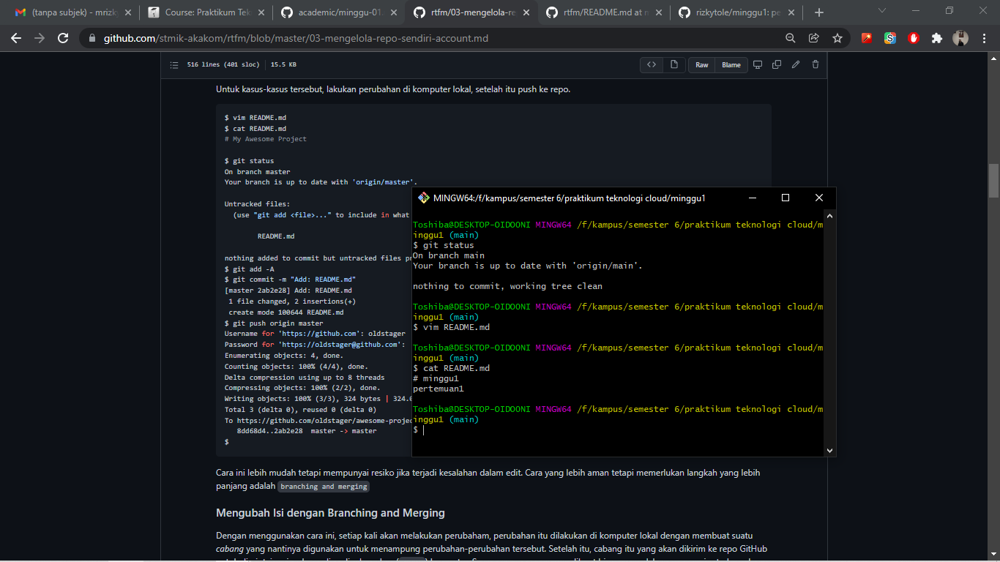 (tanpa subjek) - mrizk
Course: Praktikum Tek
academic/minggu-01.
rtfm/03-mengelola-re
rtfm/README.md at m
rizkytole/minggu1: pe
github.com/stmik-akakom/rtfm/blob/master/03-mengelola-repo-sendiri-account.md
516 lines (401 sloc) 15.5 KB
Raw
Blame
Untuk kasus-kasus tersebut, lakukan perubahan di komputer lokal, setelah itu push ke repo.
$ vim README.md
$ cat README.md
# My Awesome Project
$ git status
On branch master
Your branch is up to date with 'origin/master'.
Untracked files:
(use "git add <file>..." to include in what
README.md
nothing added to commit but untracked files pr
$ git add -A
$ git commit -m "Add: README.md"
[master 2ab2e28] Add: README.md
1 file changed, 2 insertions(+)
create mode 100644 README.md
$ git push origin master
Username for 'https://github.com': oldstager
Password for 'https://oldstager@github.com':
Enumerating objects: 4, done.
Counting objects: 100% (4/4), done.
Delta compression using up to 8 threads
Compressing objects: 100% (2/2), done.
Writing objects: 100% (3/3), 324 bytes | 324.0
Total 3 (delta 0), reused 0 (delta 0)
To https://github.com/oldstager/awesome-projec
8dd68d4..2ab2e28 master -> master
$
MINGW64:/f/kampus/semester 6/praktikum teknologi cloud/minggu1
Toshiba@DESKTOP-OIDOONI MINGW64 /f/kampus/semester 6/praktikum teknologi cloud/m
inggu1 (main)
$ git status
On branch main
Your branch is up to date with 'origin/main'.
nothing to commit, working tree clean
Toshiba@DESKTOP-OIDOONI MINGW64 /f/kampus/semester 6/praktikum teknologi cloud/m
inggu1 (main)
$ vim README.md
Toshiba@DESKTOP-OIDOONI MINGW64 /f/kampus/semester 6/praktikum teknologi cloud/m
inggu1 (main)
$ cat README.md
# minggu1
pertemuan1
Toshiba@DESKTOP-OIDOONI MINGW64 /f/kampus/semester 6/praktikum teknologi cloud/m
inggu1 (main)
$
Cara ini lebih mudah tetapi mempunyai resiko jika terjadi kesalahan dalam edit. Cara yang lebih aman tetapi memerlukan langkah yang lebih
panjang adalah branching and merging
Mengubah Isi dengan Branching and Merging
Dengan menggunakan cara ini, setiap kali akan melakukan perubaham, perubahan itu dilakukan di komputer lokal dengan membuat suatu
cabang yang nantinya digunakan untuk menampung perubahan-perubahan tersebut. Setelah itu, cabang itu yang akan dikirim ke repo GitHub